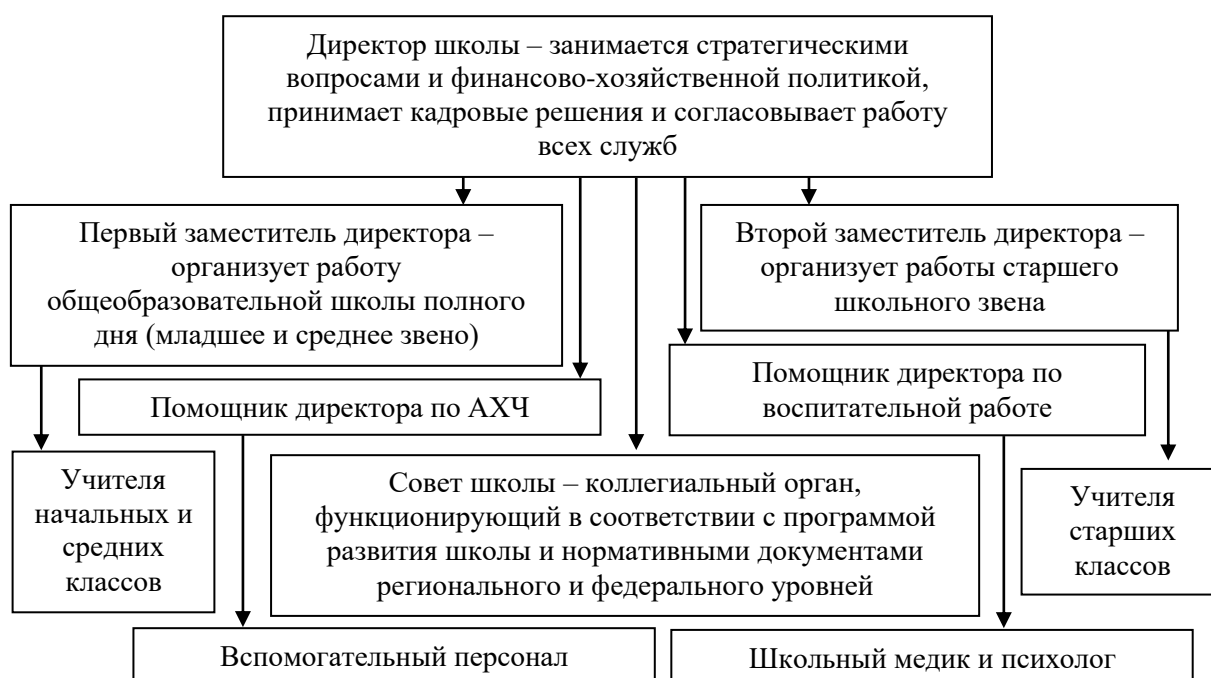 Директор школы – занимается стратегическими
вопросами и финансово-хозяйственной политикой,
принимает кадровые решения и согласовывает работу
всех служб
Первый заместитель директора –
организует работу
общеобразовательной школы полного
дня (младшее и среднее звено)
Второй заместитель директора –
организует работы старшего
школьного звена
Помощник директора по АХЧ
Помощник директора по
воспитательной работе
Учителя
начальных и
средних
классов
Совет школы – коллегиальный орган,
функционирующий в соответствии с программой
развития школы и нормативными документами
регионального и федерального уровней
Учителя
старших
классов
Вспомогательный персонал
Школьный медик и психолог